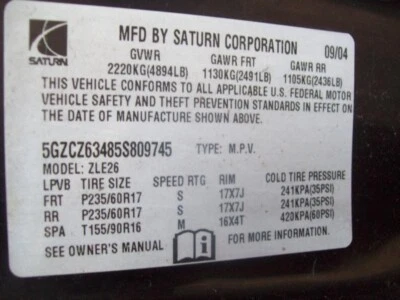 SATURN
MFD BY SATURN CORPORATION 09/04
GVWR GAWR FRT GAWR RR
2220KG(4894LB) 1130KG(2491LB) 1105KG(2436LB)
THIS VEHICLE CONFORMS TO ALL APPLICABLE U.S. FEDERAL MOTOR
VEHICLE SAFETY AND THEFT PREVENTION STANDARDS IN EFFECT ON
THE DATE OF MANUFACTURE SHOWN ABOVE.
5GZCZ63485S809745 TYPE: M.P.V.
MODEL: ZLE26
LPVB TIRE SIZE SPEED RTG RIM COLD TIRE PRESSURE
FRT P235/60R17 S 17X7J 241KPA(35PSI)
RR P235/60R17 S 17X7J 241KPA(35PSI)
SPA T155/90R16 M 16X4T 420KPA(60PSI)
SEE OWNER'S MANUAL FOR MORE INFORMATION.